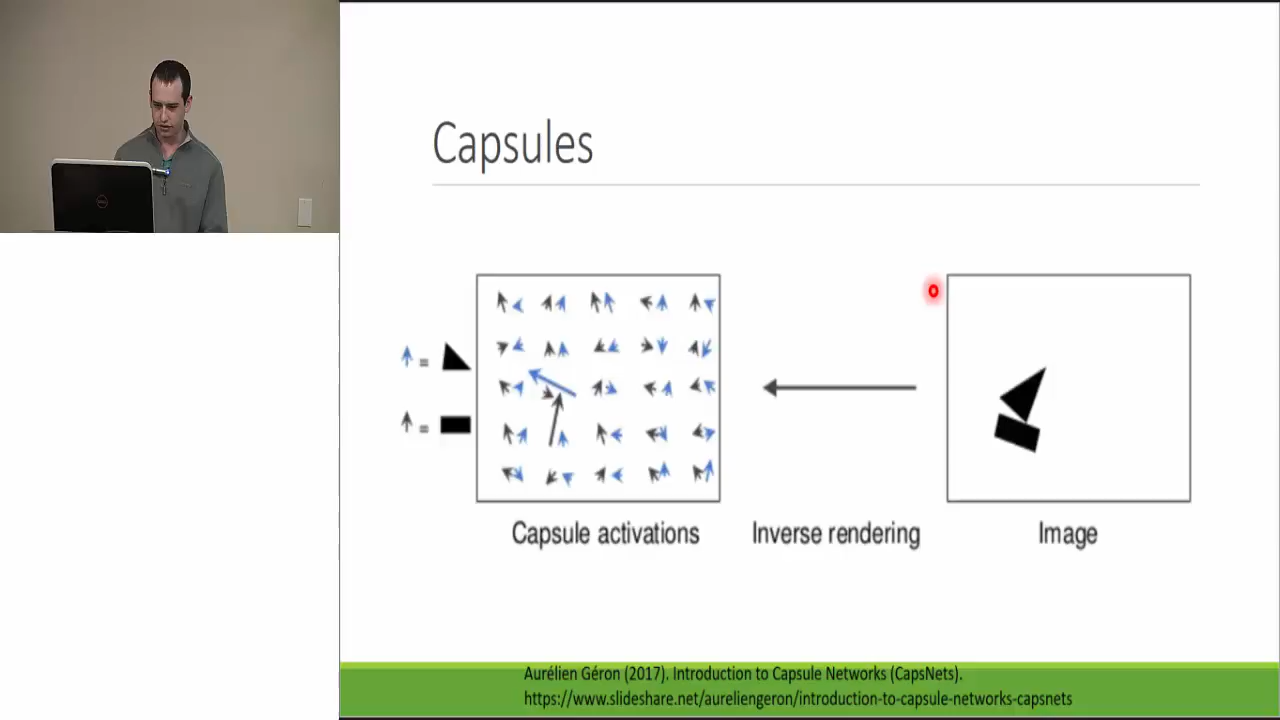 Capsules
=
=
Capsule activations
Inverse rendering
Image
Aurélien Géron (2017). Introduction to Capsule Networks (CapsNets).
https://www.slideshare.net/aureliengeron/introduction-to-capsule-networks-capsnets